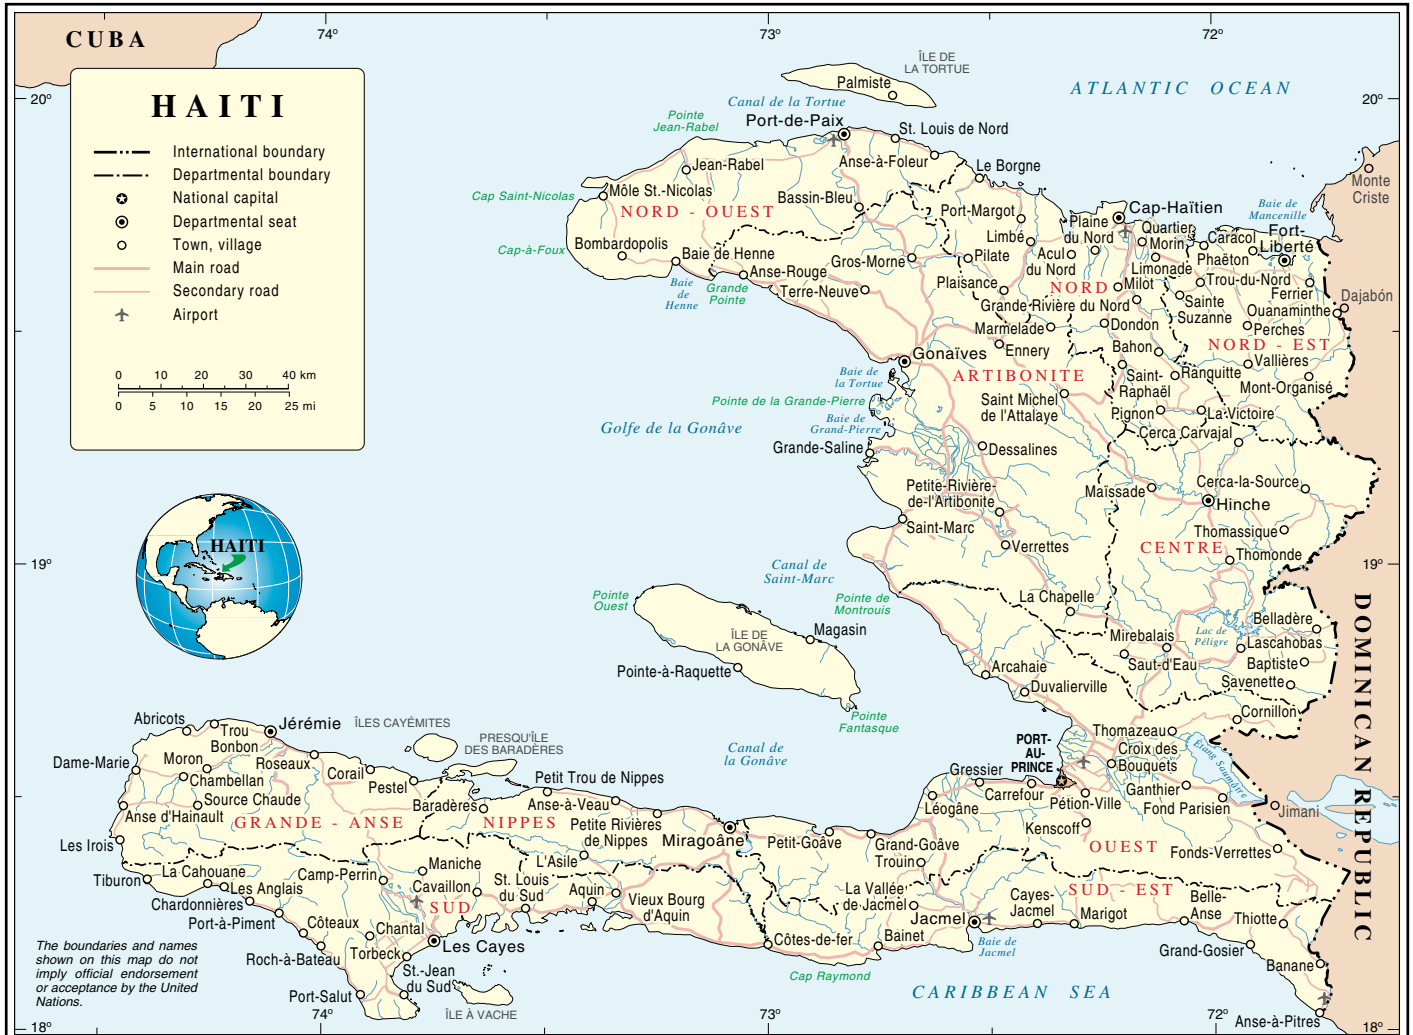 74°
73°
72°
CUBA
HAITI
International boundary
Departmental boundary
National capital
Departmental seat
Town, village
Main road
Secondary road
Airport
0 10 20 30 40 km
0 5 10 15 20 25 mi
20°
20°
ÎLE DE
LA TORTUE
Palmiste
ATLANTIC OCEAN
Canal de la Tortue
Pointe
Jean-Rabel
Port-de-Paix
St. Louis de Nord
Jean-Rabel
Anse-à-Foleur
Le Borgne
Monte
Criste
Cap Saint-Nicolas
Môle St.-Nicolas
NORD - OUEST
Bassin-Bleu
Port-Margot
Cap-Haïtien
Baie de
Mancenille
Plaine
du Nord
Quartier
Morin
Caracol
Fort-
Liberté
Cap-à-Foux
Bombardopolis
Baie de Henne
Limbé
Acul
du Nord
Limonade
Phaëton
Gros-Morne
Pilate
Anse-Rouge
Baie
de
Henne
Grande
Pointe
Terre-Neuve
Plaisance
NORD
Milot
Trou-du-Nord
Ferrier
Dajabón
Grande-Rivière du Nord
Sainte
Suzanne
Ouanaminthe
Marmelade
Dondon
Perches
NORD - EST
Gonaïves
Ennery
Bahon
Vallières
Baie de
la Tortue
ARTIBONITE
Saint-
Raphaël
Ranquitte
Mont-Organisé
Pointe de la Grande-Pierre
Saint Michel
de l'Attalaye
Baie de
Grand-Pierre
Pignon
La Victoire
Golfe de la Gonâve
Cerca Carvajal
Grande-Saline
Dessalines
Petite-Rivière-
de-l'Artibonite
Maïssade
Cerca-la-Source
Hinche
Saint-Marc
Thomassique
Verrettes
CENTRE
Thomonde
HAITI
19°
19°
Canal de
Saint-Marc
Pointe
Ouest
Pointe de
Montrouis
La Chapelle
Belladère
Lac de
Péligre
Mirebalais
Lascahobas
ÎLE DE
LA GONÂVE
Magasin
Saut-d'Eau
Baptiste
Pointe-à-Raquette
Arcahaie
Savenette
Duvalierville
Cornillon
Pointe
Fantasque
DOMINICAN REPUBLIC
Abricots
Jérémie
ÎLES CAYÉMITES
Trou
Bonbon
PRESQU'ÎLE
DES BARADÈRES
Canal de
la Gonâve
PORT-
AU-
PRINCE
Thomazeau
Croix des
Bouquets
Etang Saumâtre
Dame-Marie
Moron
Roseaux
Chambellan
Corail
Pestel
Petit Trou de Nippes
Gressier
Carrefour
Ganthier
Source Chaude
Baradères
Anse-à-Veau
Léogâne
Pétion-Ville
Fond Parisien
Jimani
Anse d'Hainault
GRANDE - ANSE
NIPPES
Petite Rivières
de Nippes
Miragoâne
Petit-Goâve
Grand-Goâve
Kenscoff
OUEST
Les Irois
Trouin
Fonds-Verrettes
L'Asile
Maniche
Tiburon
La Cahouane
Camp-Perrin
Les Anglais
Cavaillon
St. Louis
du Sud
Aquin
La Vallée
de Jacmel
SUD - EST
Chardonnières
SUD
Vieux Bourg
d'Aquin
Cayes-
Jacmel
Belle-
Anse
Port-à-Piment
Côteaux
Chantal
Jacmel
Marigot
Thiotte
Les Cayes
Côtes-de-fer
Bainet
Baie de
Jacmel
Grand-Gosier
Roch-à-Bateau
Torbeck
St.-Jean
du Sud
Cap Raymond
Banane
Port-Salut
ÎLE À VACHE
CARIBBEAN SEA
Anse-à-Pitres
The boundaries and names
shown on this map do not
imply official endorsement
or acceptance by the United
Nations.
18°
18°
74°
73°
72°